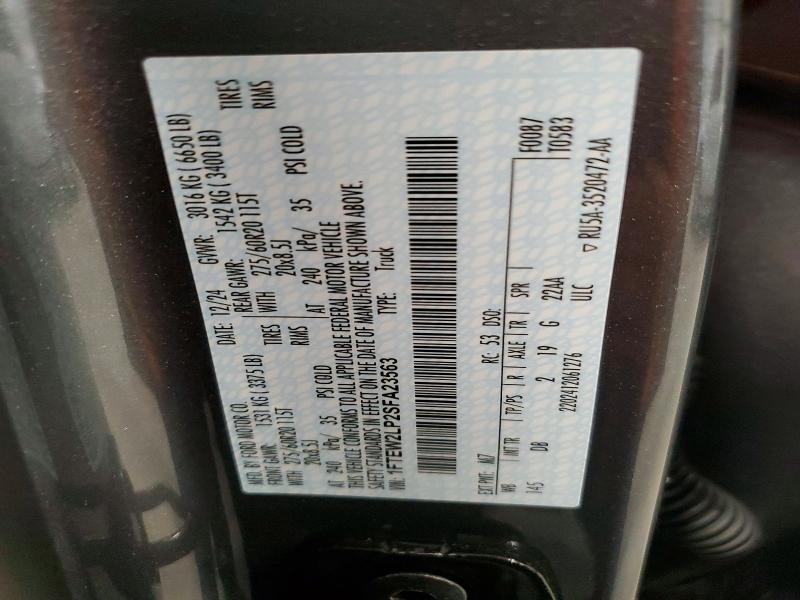 MFD. BY FORD MOTOR CO.
DATE: 12/24 GVWR: 3016 KG ( 6650 LB)
FRONT GAWR: 1531 KG ( 3375 LB) REAR GAWR: 1542 KG ( 3400 LB)
WITH 275/60R20 115T TIRES WITH 275/60R20 115T TIRES
20x8.5J RIMS 20x8.5J RIMS
AT 240 kPa/ 35 PSI COLD AT 240 kPa/ 35 PSI COLD
THIS VEHICLE CONFORMS TO ALL APPLICABLE FEDERAL MOTOR VEHICLE
SAFETY STANDARDS IN EFFECT ON THE DATE OF MANUFACTURE SHOWN ABOVE.
VIN: 1FTEW2LP2SFA23563 TYPE: Truck
F0087
EXT PNT: M7 RC: 53 DSO: T0583
WB INT TR TP/PS R AXLE TR SPR
145 DB 2 19 G 22AA
2202412061276 ULC ▽ RU5A-3520472-AA